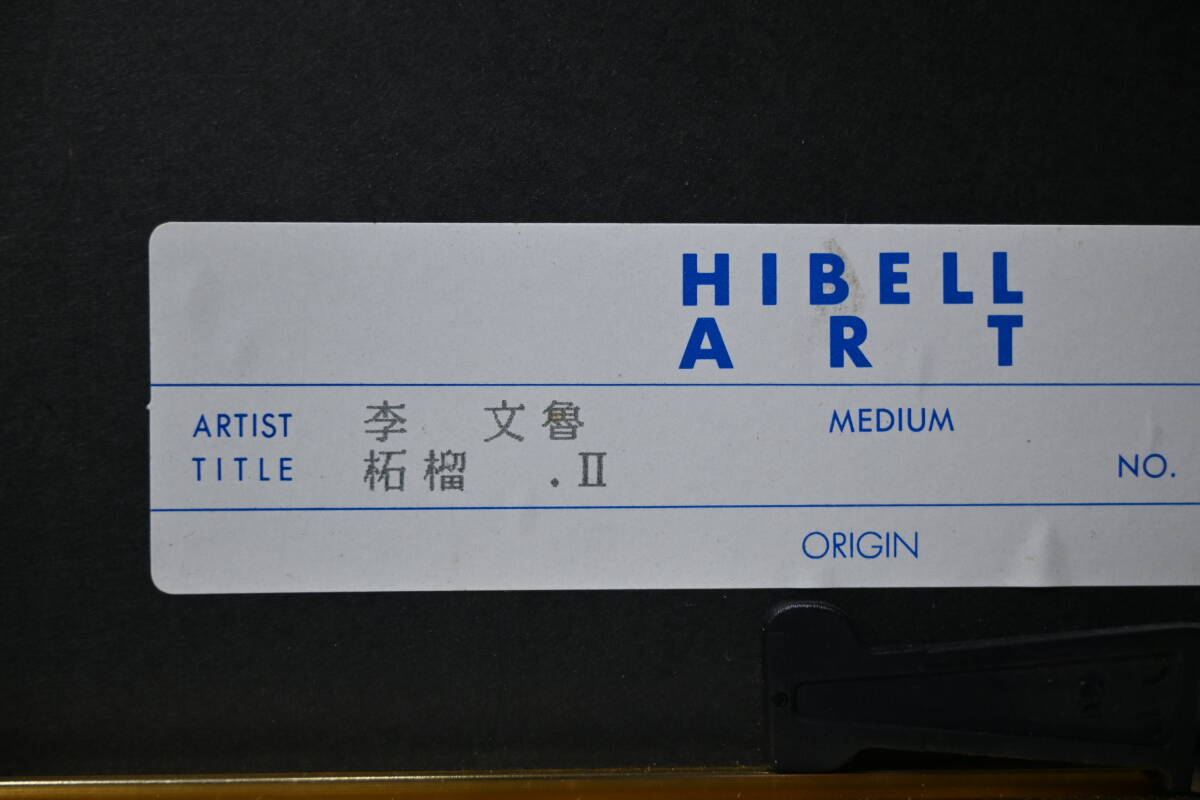 HIBELL
ART
ARTIST 李 文魯 MEDIUM
TITLE 柘榴 .II NO.
ORIGIN